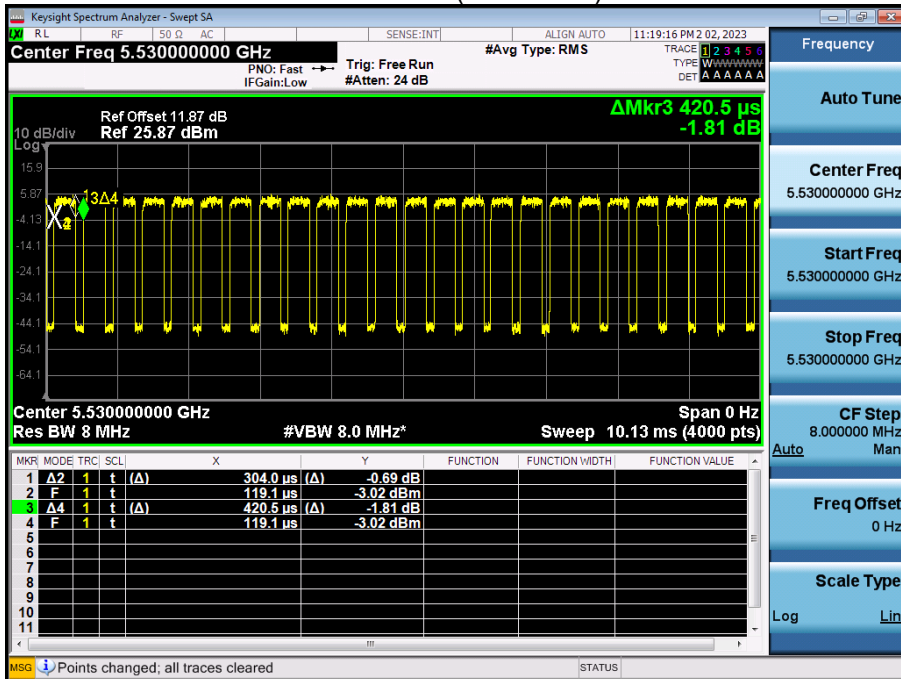 Keysight Spectrum Analyzer - Swept SA
LXI RL RF 50 Ω AC SENSE:INT ALIGN AUTO 11:19:16 PM 2 02, 2023
Center Freq 5.530000000 GHz
PNO: Fast
IFGain:Low
Trig: Free Run
#Atten: 24 dB
#Avg Type: RMS
TRACE 1 2 3 4 5 6
TYPE WWWWWW
DET A A A A A A
ΔMkr3 420.5 µs
-1.81 dB
Ref Offset 11.87 dB
10 dB/div Ref 25.87 dBm
Log
15.9
5.87
-4.13
-14.1
-24.1
-34.1
-44.1
-54.1
-64.1
3Δ4
Center 5.530000000 GHz Span 0 Hz
Res BW 8 MHz #VBW 8.0 MHz* Sweep 10.13 ms (4000 pts)
MKR MODE TRC SCL X Y FUNCTION FUNCTION WIDTH FUNCTION VALUE
1 Δ2 1 t (Δ) 304.0 µs (Δ) -0.69 dB
2 F 1 t 119.1 µs -3.02 dBm
3 Δ4 1 t (Δ) 420.5 µs (Δ) -1.81 dB
4 F 1 t 119.1 µs -3.02 dBm
5
6
7
8
9
10
11
MSG Points changed; all traces cleared STATUS
Frequency
Auto Tune
Center Freq
5.530000000 GHz
Start Freq
5.530000000 GHz
Stop Freq
5.530000000 GHz
CF Step
8.000000 MHz
Auto Man
Freq Offset
0 Hz
Scale Type
Log Lin